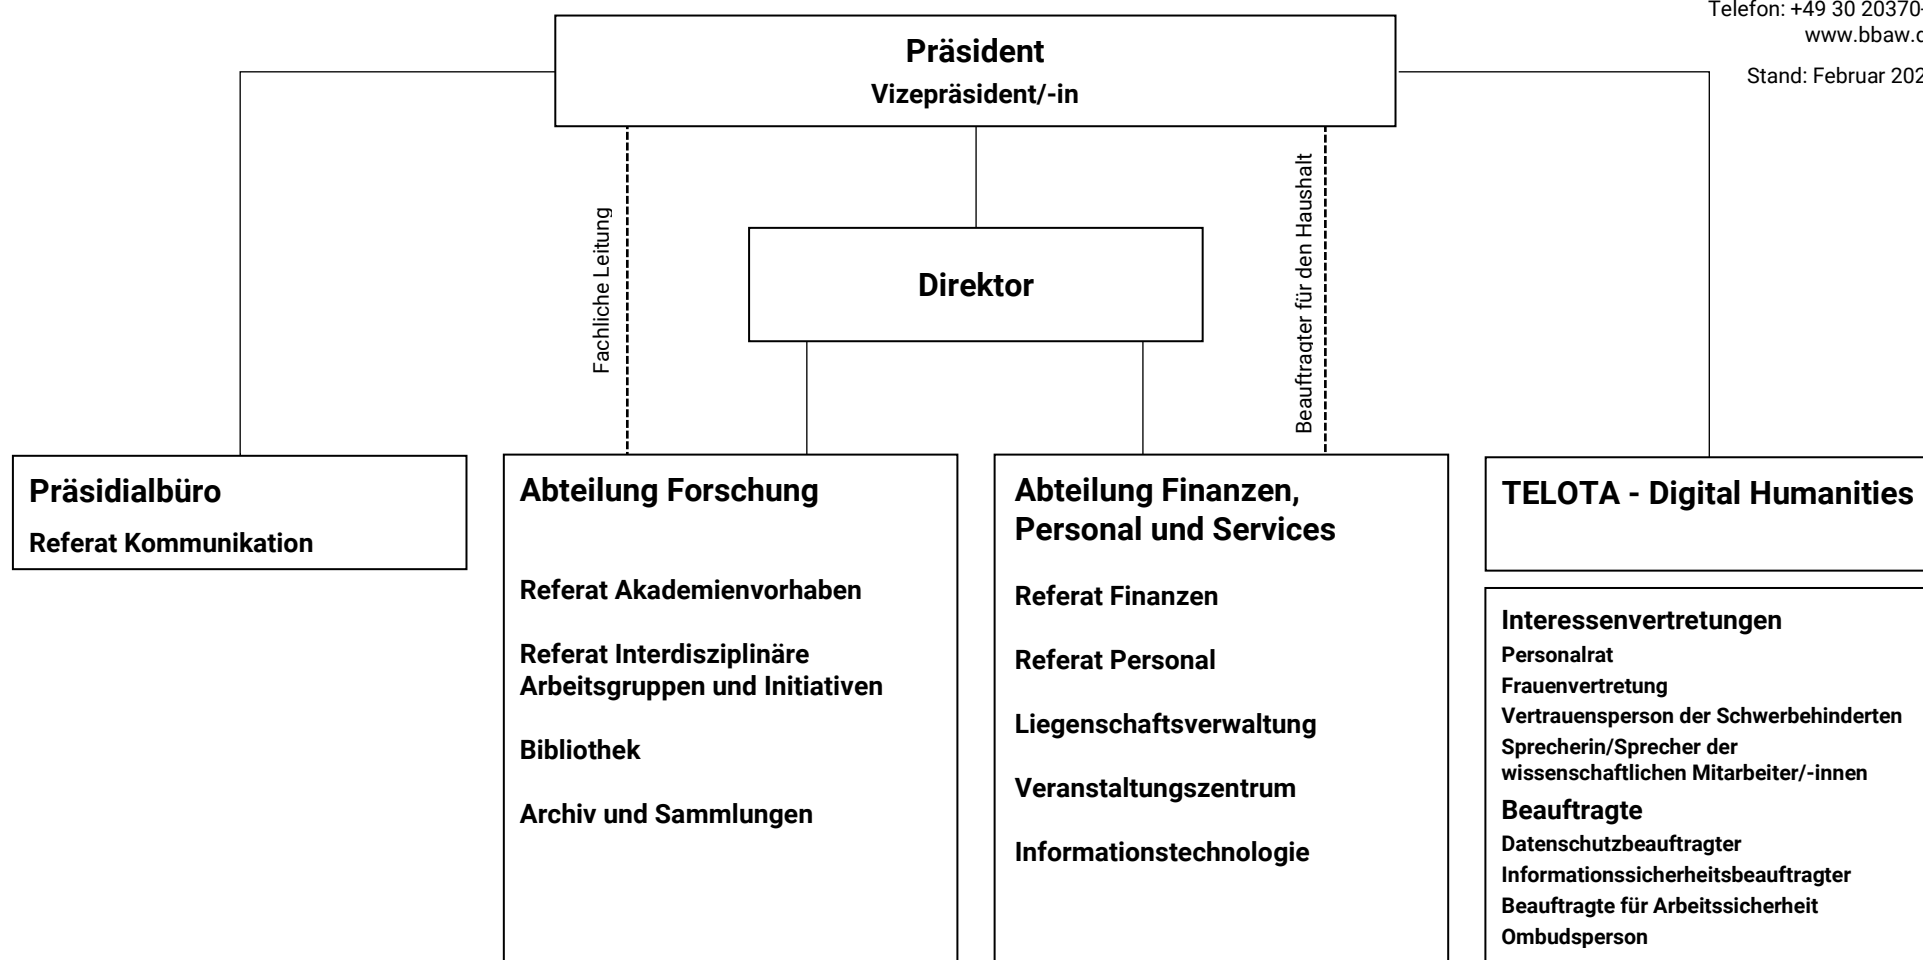 Telefon: +49 30 20370-
www.bbaw.
Stand: Februar 202
Präsident
Vizepräsident/-in
Fachliche Leitung
Beauftragter für den Haushalt
Direktor
Präsidialbüro
Referat Kommunikation
Abteilung Forschung
Referat Akademienvorhaben
Referat Interdisziplinäre
Arbeitsgruppen und Initiativen
Bibliothek
Archiv und Sammlungen
Abteilung Finanzen,
Personal und Services
Referat Finanzen
Referat Personal
Liegenschaftsverwaltung
Veranstaltungszentrum
Informationstechnologie
TELOTA - Digital Humanities
Interessenvertretungen
Personalrat
Frauenvertretung
Vertrauensperson der Schwerbehinderten
Sprecherin/Sprecher der
wissenschaftlichen Mitarbeiter/-innen
Beauftragte
Datenschutzbeauftragter
Informationssicherheitsbeauftragter
Beauftragte für Arbeitssicherheit
Ombudsperson